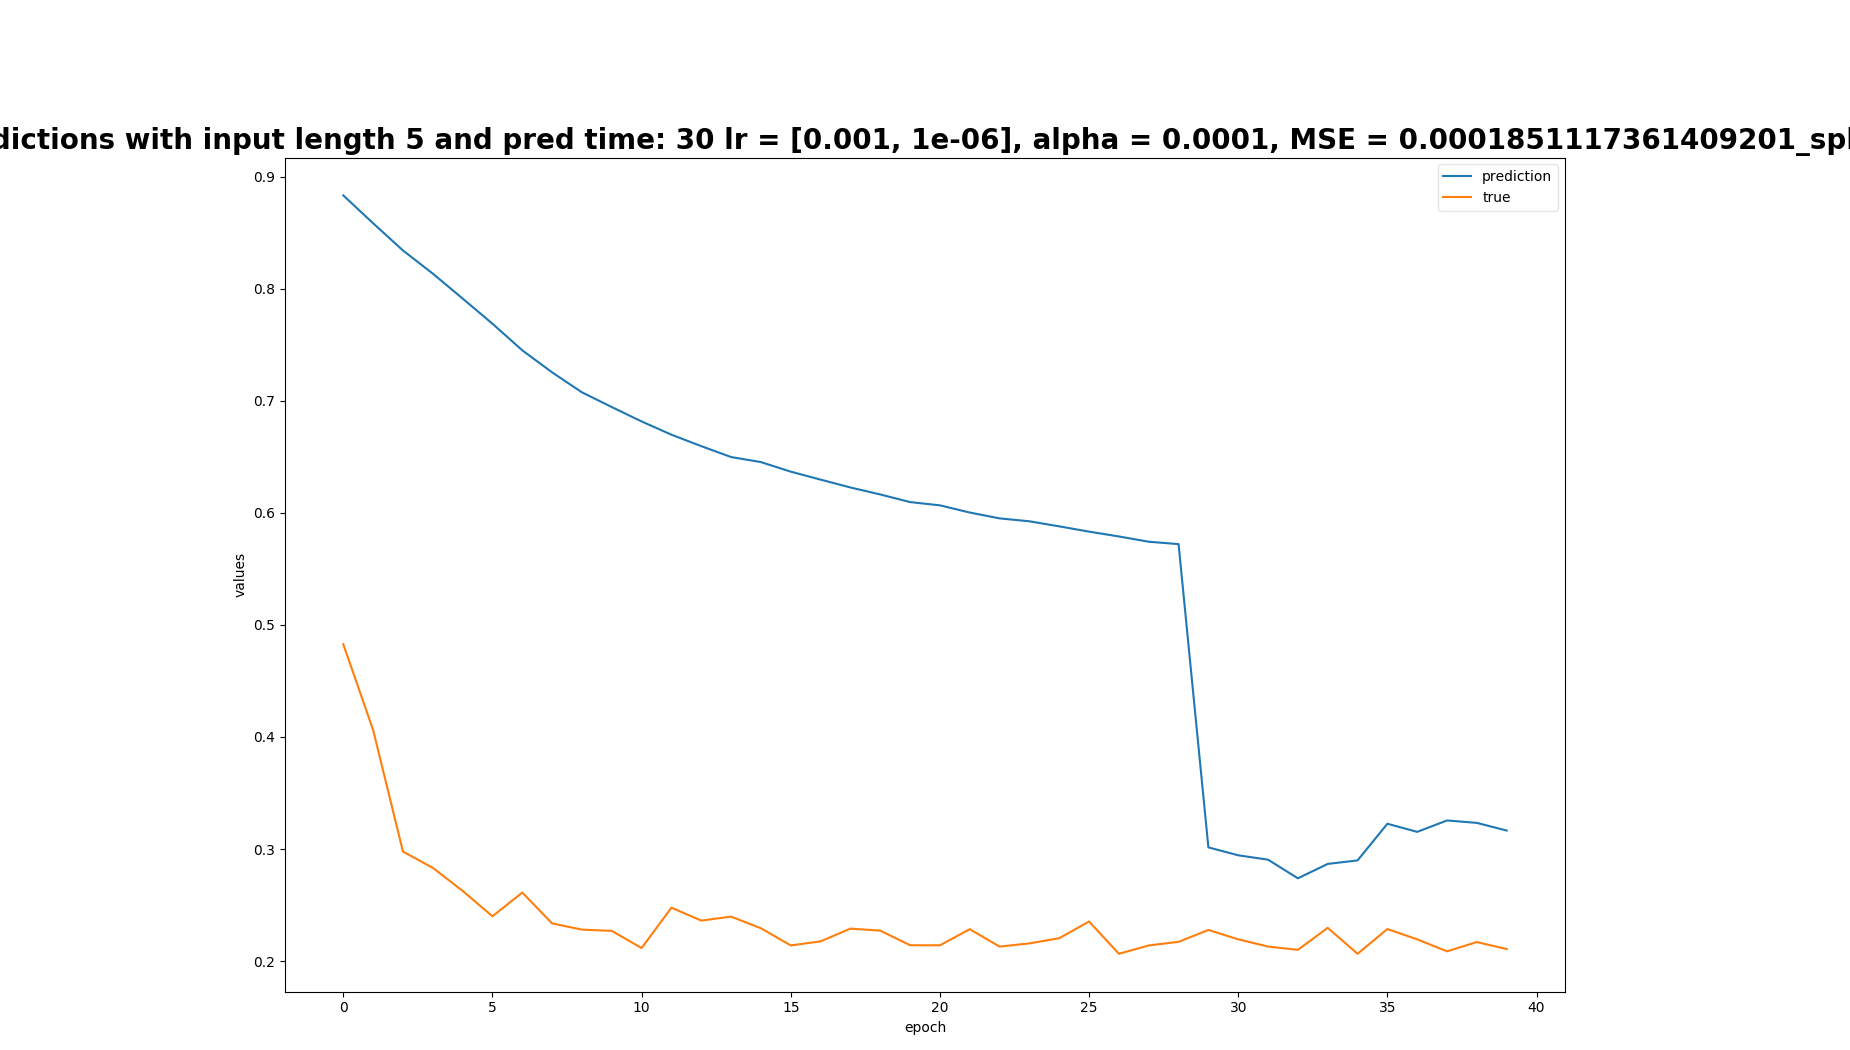 dictions with input length 5 and pred time: 30 lr = [0.001, 1e-06], alpha = 0.0001, MSE = 0.0001851117361409201_spl
prediction
true
0.9
0.8
0.7
0.6
0.5
0.4
0.3
0.2
values
0 5 10 15 20 25 30 35 40
epoch